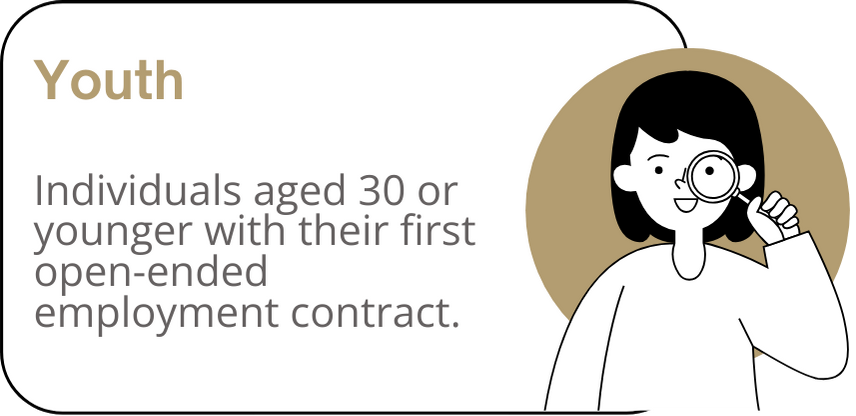 Youth
Individuals aged 30 or
younger with their first
open-ended
employment contract.